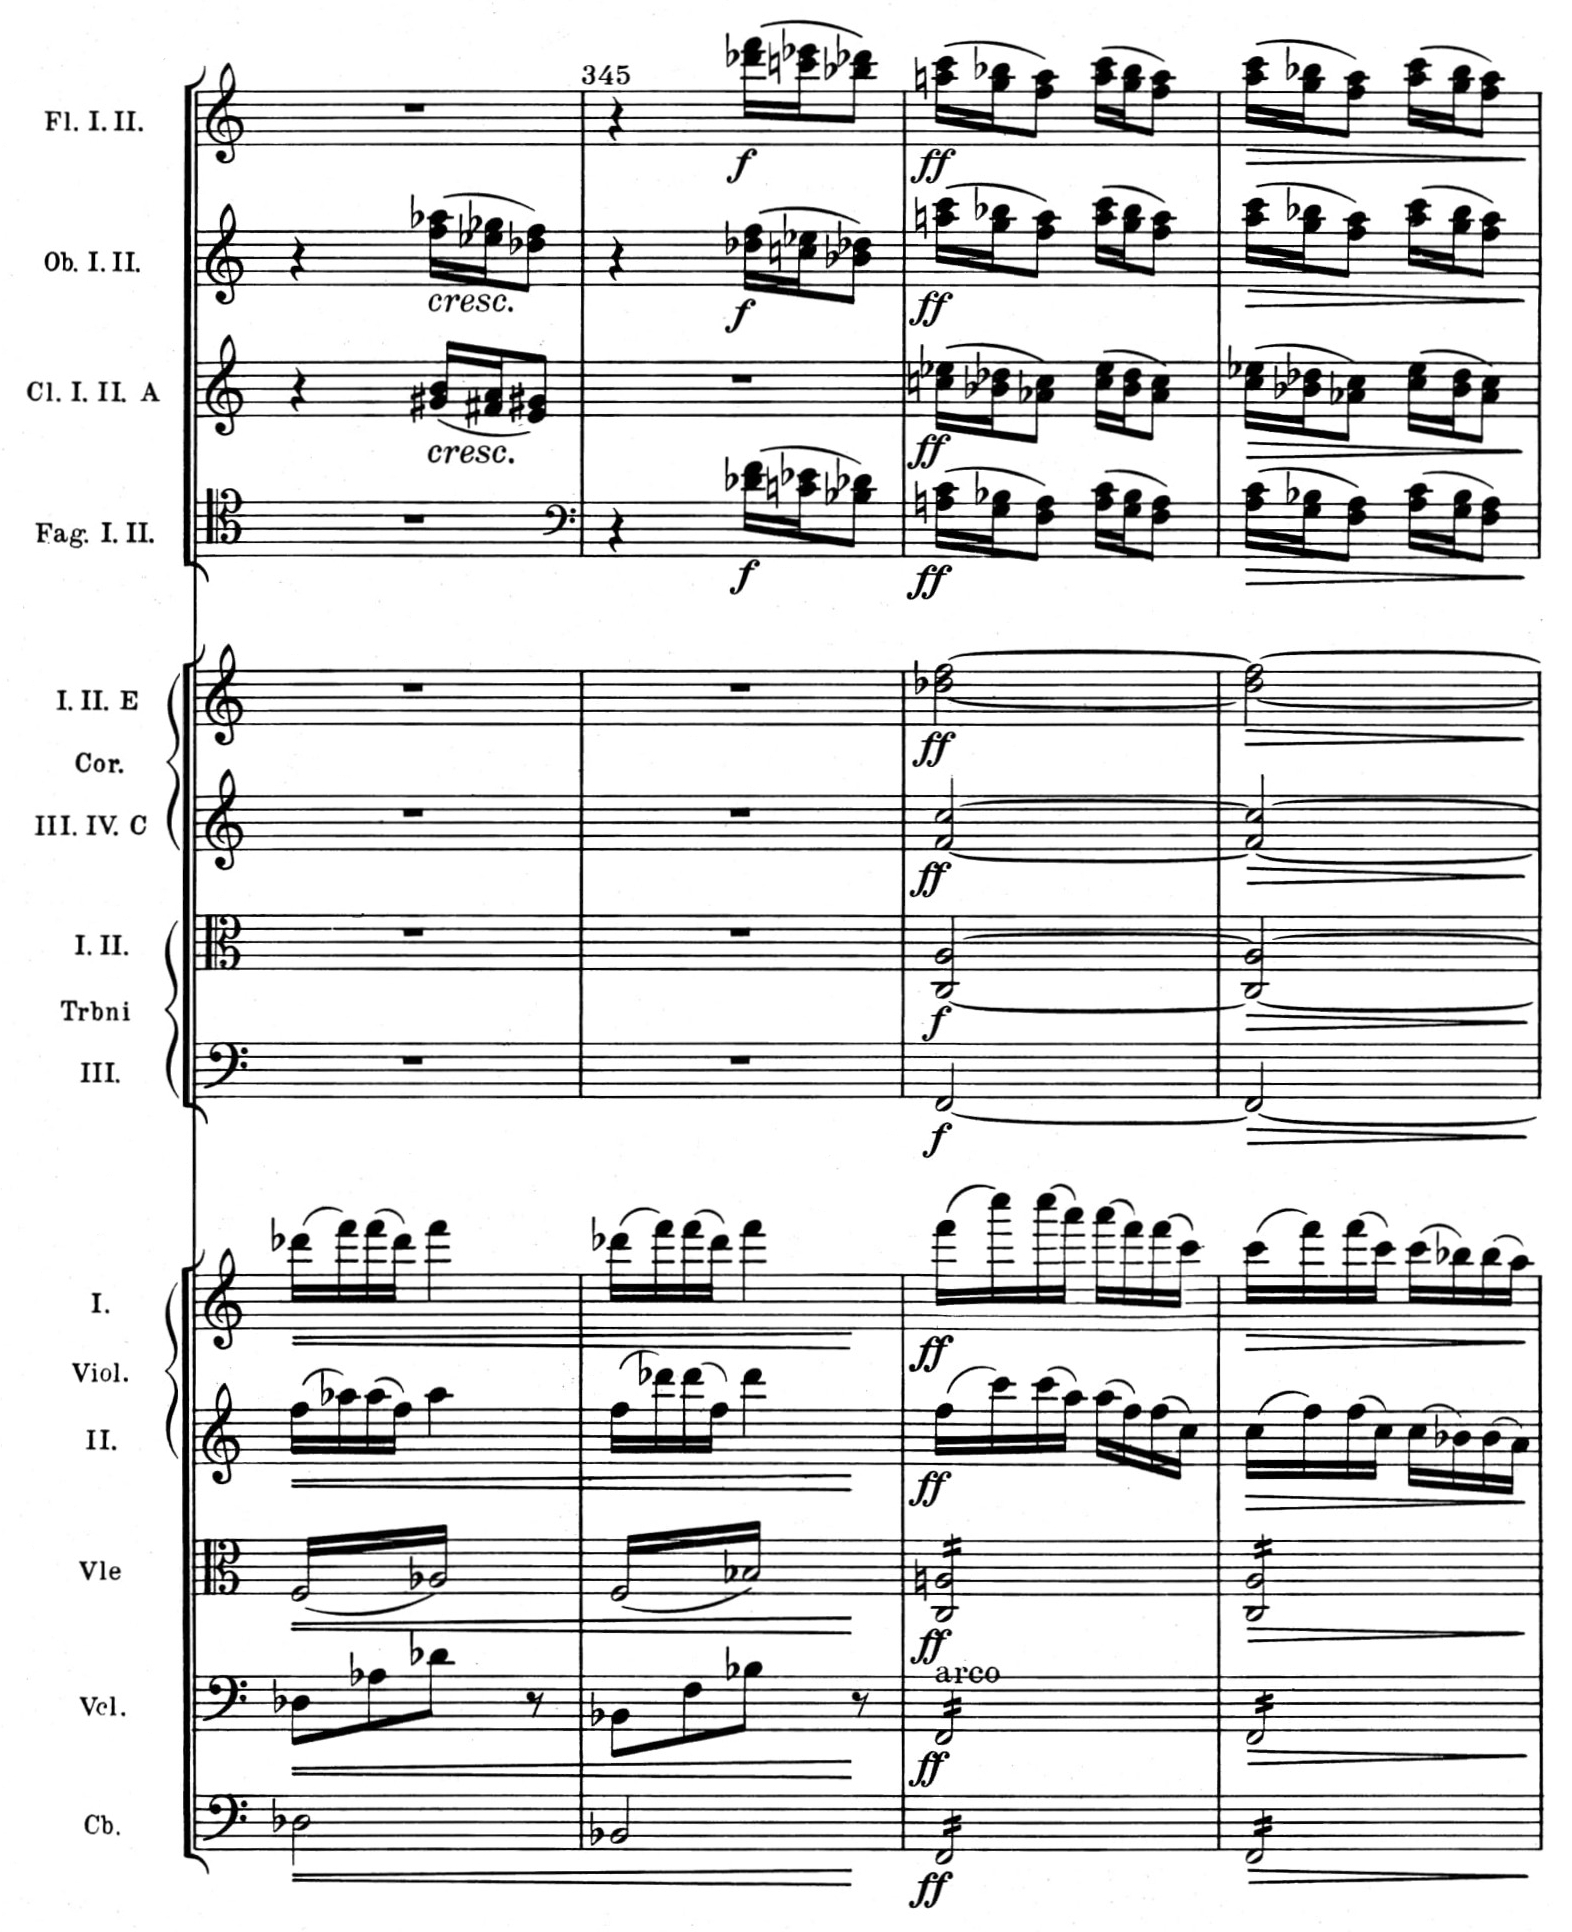 345
Fl. I. II.
f ff
Ob. I. II.
cresc. f ff
Cl. I. II. A
cresc. ff
Fag. I. II.
f ff
I. II. E
ff
Cor.
III. IV. C
ff
I. II.
f
Trbni
III.
f
I.
ff
Viol.
II.
ff
Vle
ff
arco
Vcl.
ff
Cb.
ff